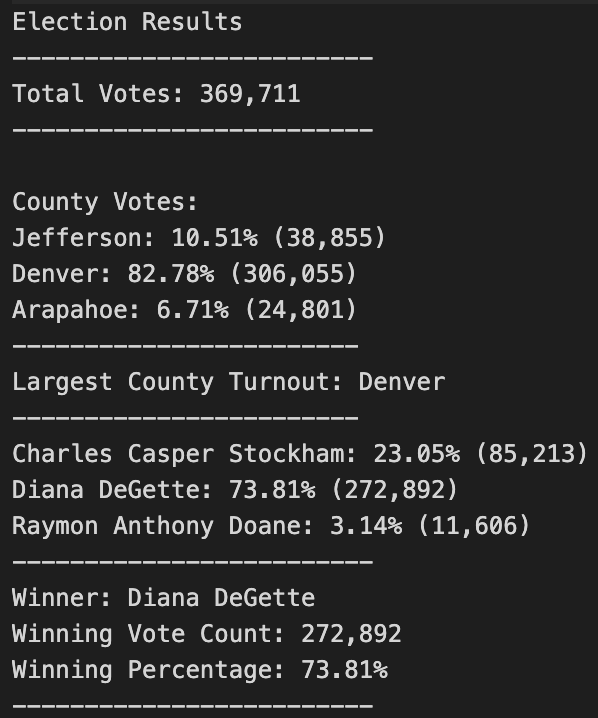 Election Results
-------------------------
Total Votes: 369,711
-------------------------

County Votes:
Jefferson: 10.51% (38,855)
Denver: 82.78% (306,055)
Arapahoe: 6.71% (24,801)
------------------------
Largest County Turnout: Denver
------------------------
Charles Casper Stockham: 23.05% (85,213)
Diana DeGette: 73.81% (272,892)
Raymon Anthony Doane: 3.14% (11,606)
-------------------------
Winner: Diana DeGette
Winning Vote Count: 272,892
Winning Percentage: 73.81%
-------------------------